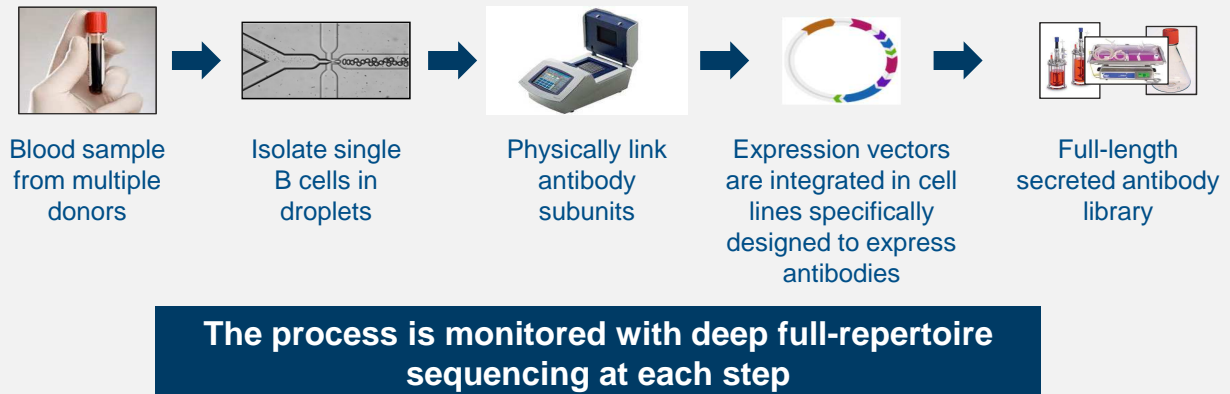 Blood sample
from multiple
donors
Isolate single
B cells in
droplets
Physically link
antibody
subunits
Expression vectors
are integrated in cell
lines specifically
designed to express
antibodies
Full-length
secreted antibody
library
The process is monitored with deep full-repertoire
sequencing at each step